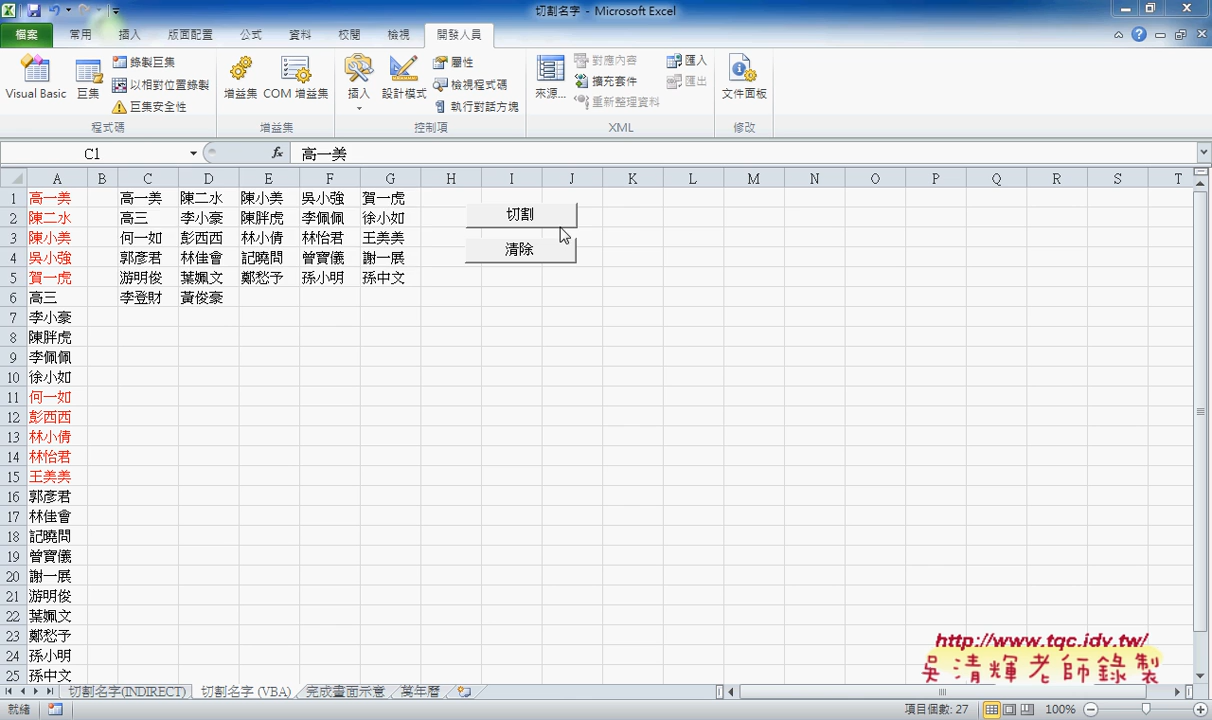 切割名字 - Microsoft Excel
檔案 常用 插入 版面配置 公式 資料 校閱 檢視 開發人員
Visual Basic 巨集 錄製巨集 以相對位置錄製 巨集安全性
增益集 COM 增益集
插入 設計模式 屬性 檢視程式碼 執行對話方塊
來源... 對應內容 擴充套件 重新整理資料 匯入 匯出
文件面板
程式碼 增益集 控制項 XML 修改
C1 fx 高一美
A B C D E F G H I J K L M N O P Q R S T
1 高一美 高一美 陳二水 陳小美 吳小強 賀一虎
切割
2 陳二水 高三 李小豪 陳胖虎 李佩佩 徐小如
3 陳小美 何一如 彭西西 林小倩 林怡君 王美美
清除
4 吳小強 郭彥君 林佳會 記曉問 曾寶儀 謝一展
5 賀一虎 游明俊 葉姵文 鄭愁予 孫小明 孫中文
6 高三 李登財 黃俊豪
7 李小豪
8 陳胖虎
9 李佩佩
10 徐小如
11 何一如
12 彭西西
13 林小倩
14 林怡君
15 王美美
16 郭彥君
17 林佳會
18 記曉問
19 曾寶儀
20 謝一展
21 游明俊
22 葉姵文
23 鄭愁予
24 孫小明
25 孫中文
http://www.tqc.idv.tw/
吳清輝老師錄製
切割名字(INDIRECT) 切割名字 (VBA) 完成畫面示意 萬年曆
就緒 項目個數: 27 100%